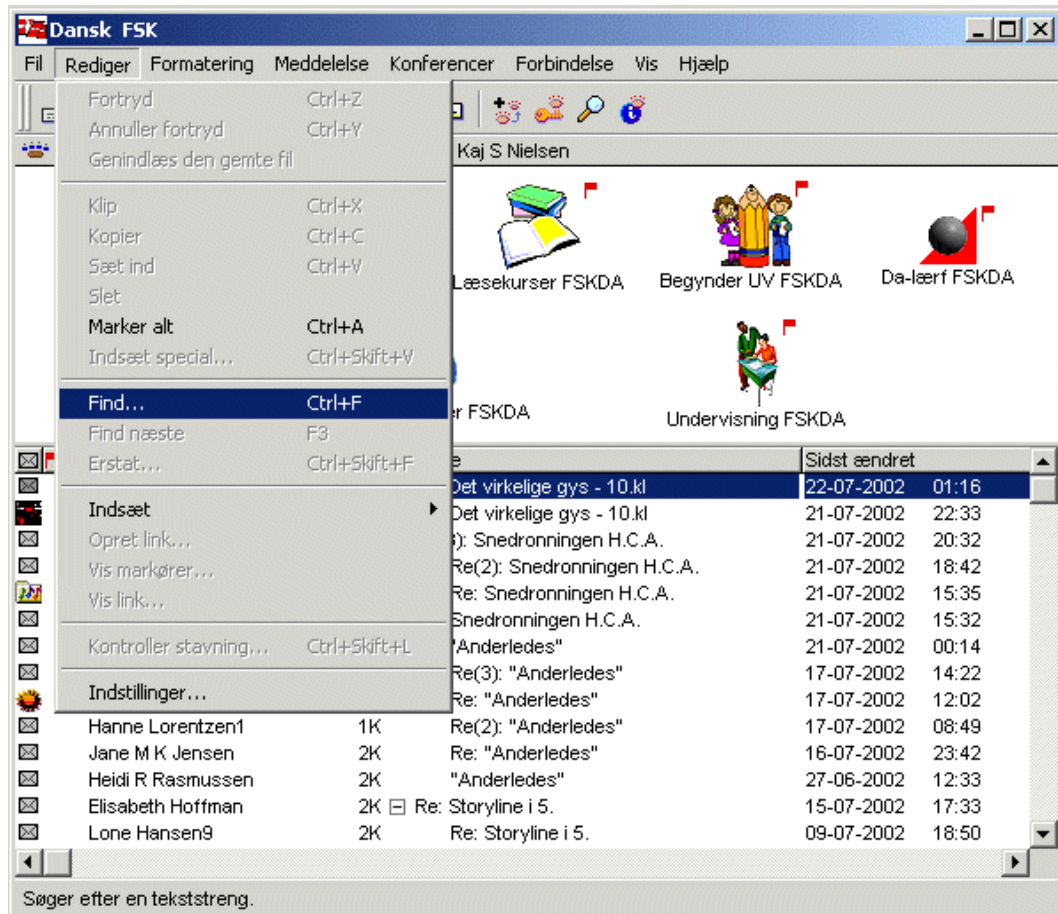 Dansk FSK
Fil Rediger Formatering Meddelelse Konferencer Forbindelse Vis Hjælp
Fortryd Ctrl+Z
Annuller fortryd Ctrl+Y
Genindlæs den gemte fil
Klip Ctrl+X
Kopier Ctrl+C
Sæt ind Ctrl+V
Slet
Marker alt Ctrl+A
Indsæt special... Ctrl+Skift+V
Find... Ctrl+F
Find næste F3
Erstat... Ctrl+Skift+F
Indsæt
Opret link...
Vis markører...
Vis link...
Kontroller stavning... Ctrl+Skift+L
Indstillinger...
Kaj S Nielsen
Læsekurser FSKDA
Begynder UV FSKDA
Da-lærf FSKDA
FSKDA
Undervisning FSKDA
Sidst ændret
Det virkelige gys - 10.kl 22-07-2002 01:16
Det virkelige gys - 10.kl 21-07-2002 22:33
): Snedronningen H.C.A. 21-07-2002 20:32
Re(2): Snedronningen H.C.A. 21-07-2002 18:42
Re: Snedronningen H.C.A. 21-07-2002 15:35
Snedronningen H.C.A. 21-07-2002 15:32
"Anderledes" 21-07-2002 00:14
Re(3): "Anderledes" 17-07-2002 14:22
Re: "Anderledes" 17-07-2002 12:02
Hanne Lorentzen1 1K Re(2): "Anderledes" 17-07-2002 08:49
Jane M K Jensen 2K Re: "Anderledes" 16-07-2002 23:42
Heidi R Rasmussen 2K "Anderledes" 27-06-2002 12:33
Elisabeth Hoffman 2K Re: Storyline i 5. 15-07-2002 17:33
Lone Hansen9 2K Re: Storyline i 5. 09-07-2002 18:50
Søger efter en tekststreng.